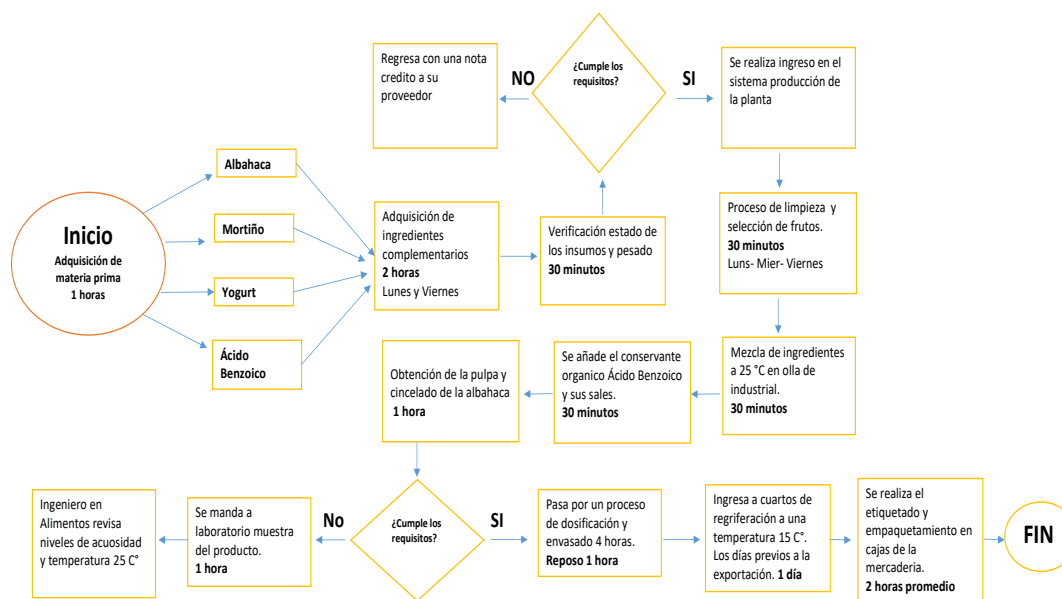 Regresa con una nota
credito a su
proveedor
NO
¿Cumple los
requisitos?
SI
Se realiza ingreso en el
sistema producción de
la planta
Inicio
Adquisición de
materia prima
1 horas
Albahaca
Mortiño
Yogurt
Ácido
Benzoico
Adquisición de
ingredientes
complementarios
2 horas
Lunes y Viernes
Verificación estado de
los insumos y pesado
30 minutos
Proceso de limpieza y
selección de frutos.
30 minutos
Luns- Mier- Viernes
Obtención de la pulpa y
cincelado de la albahaca
1 hora
Se añade el conservante
organico Ácido Benzoico
y sus sales.
30 minutos
Mezcla de ingredientes
a 25 °C en olla de
industrial.
30 minutos
Ingeniero en
Alimentos revisa
niveles de acuosidad
y temperatura 25 C°
Se manda a
laboratorio muestra
del producto.
1 hora
No
¿Cumple los
requisitos?
SI
Pasa por un proceso
de dosificación y
envasado 4 horas.
Reposo 1 hora
Ingresa a cuartos de
regriferación a una
temperatura 15 C°.
Los días previos a la
exportación. 1 día
Se realiza el
etiquetado y
empaquetamiento en
cajas de la
mercaderia.
2 horas promedio
FIN